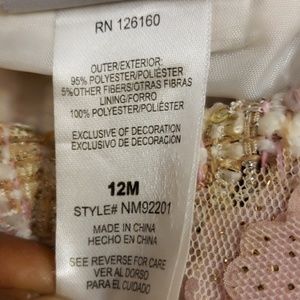 RN 126160
OUTER/EXTERIOR:
95% POLYESTER/POLIÉSTER
5%OTHER FIBERS/OTRAS FIBRAS
LINING/FORRO
100% POLYESTER/POLIÉSTER
EXCLUSIVE OF DECORATION
EXCLUSIVO DE DECORACIÓN
12M
STYLE# NM92201
MADE IN CHINA
HECHO EN CHINA
SEE REVERSE FOR CARE
VER AL DORSO
PARA EL CUIDADO